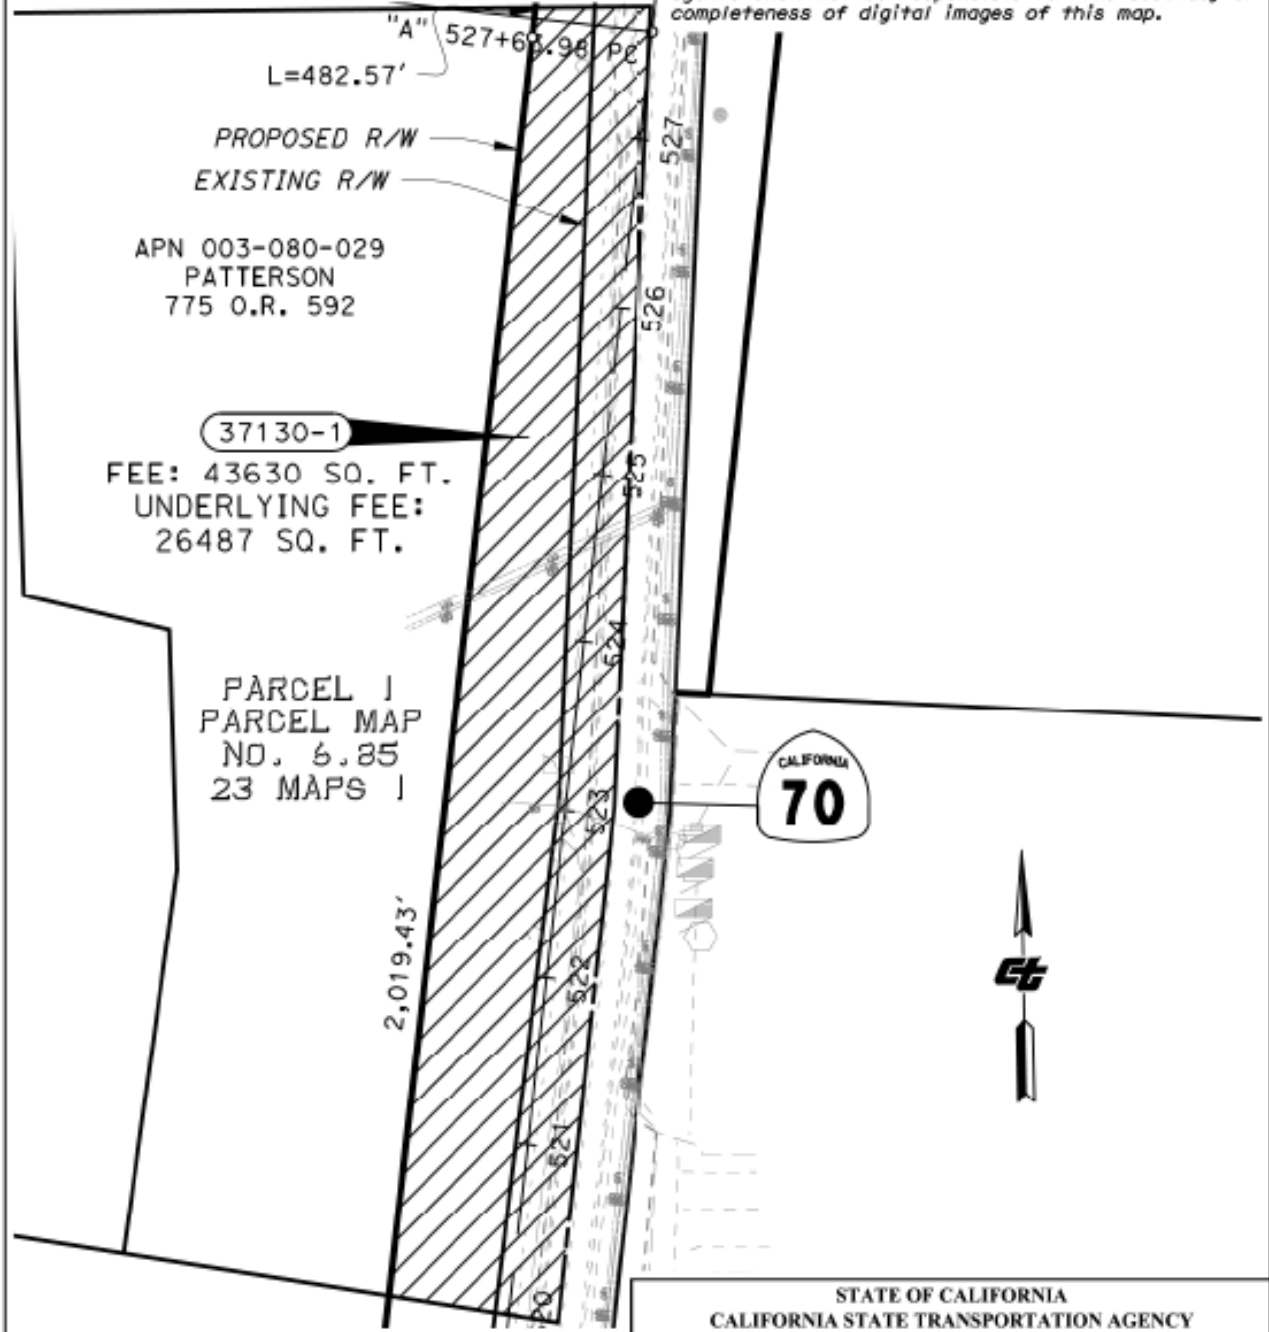 completeness of digital images of this map.
"A" 527+6 .98 PC
L=482.57'
PROPOSED R/W
EXISTING R/W
APN 003-080-029
PATTERSON
775 O.R. 592
37130-1
FEE: 43630 SQ. FT.
UNDERLYING FEE:
26487 SQ. FT.
PARCEL 1
PARCEL MAP
NO. 6.85
23 MAPS 1
2,019.43'
527
526
525
524
523
522
521
CALIFORNIA
70
ct
STATE OF CALIFORNIA
CALIFORNIA STATE TRANSPORTATION AGENCY